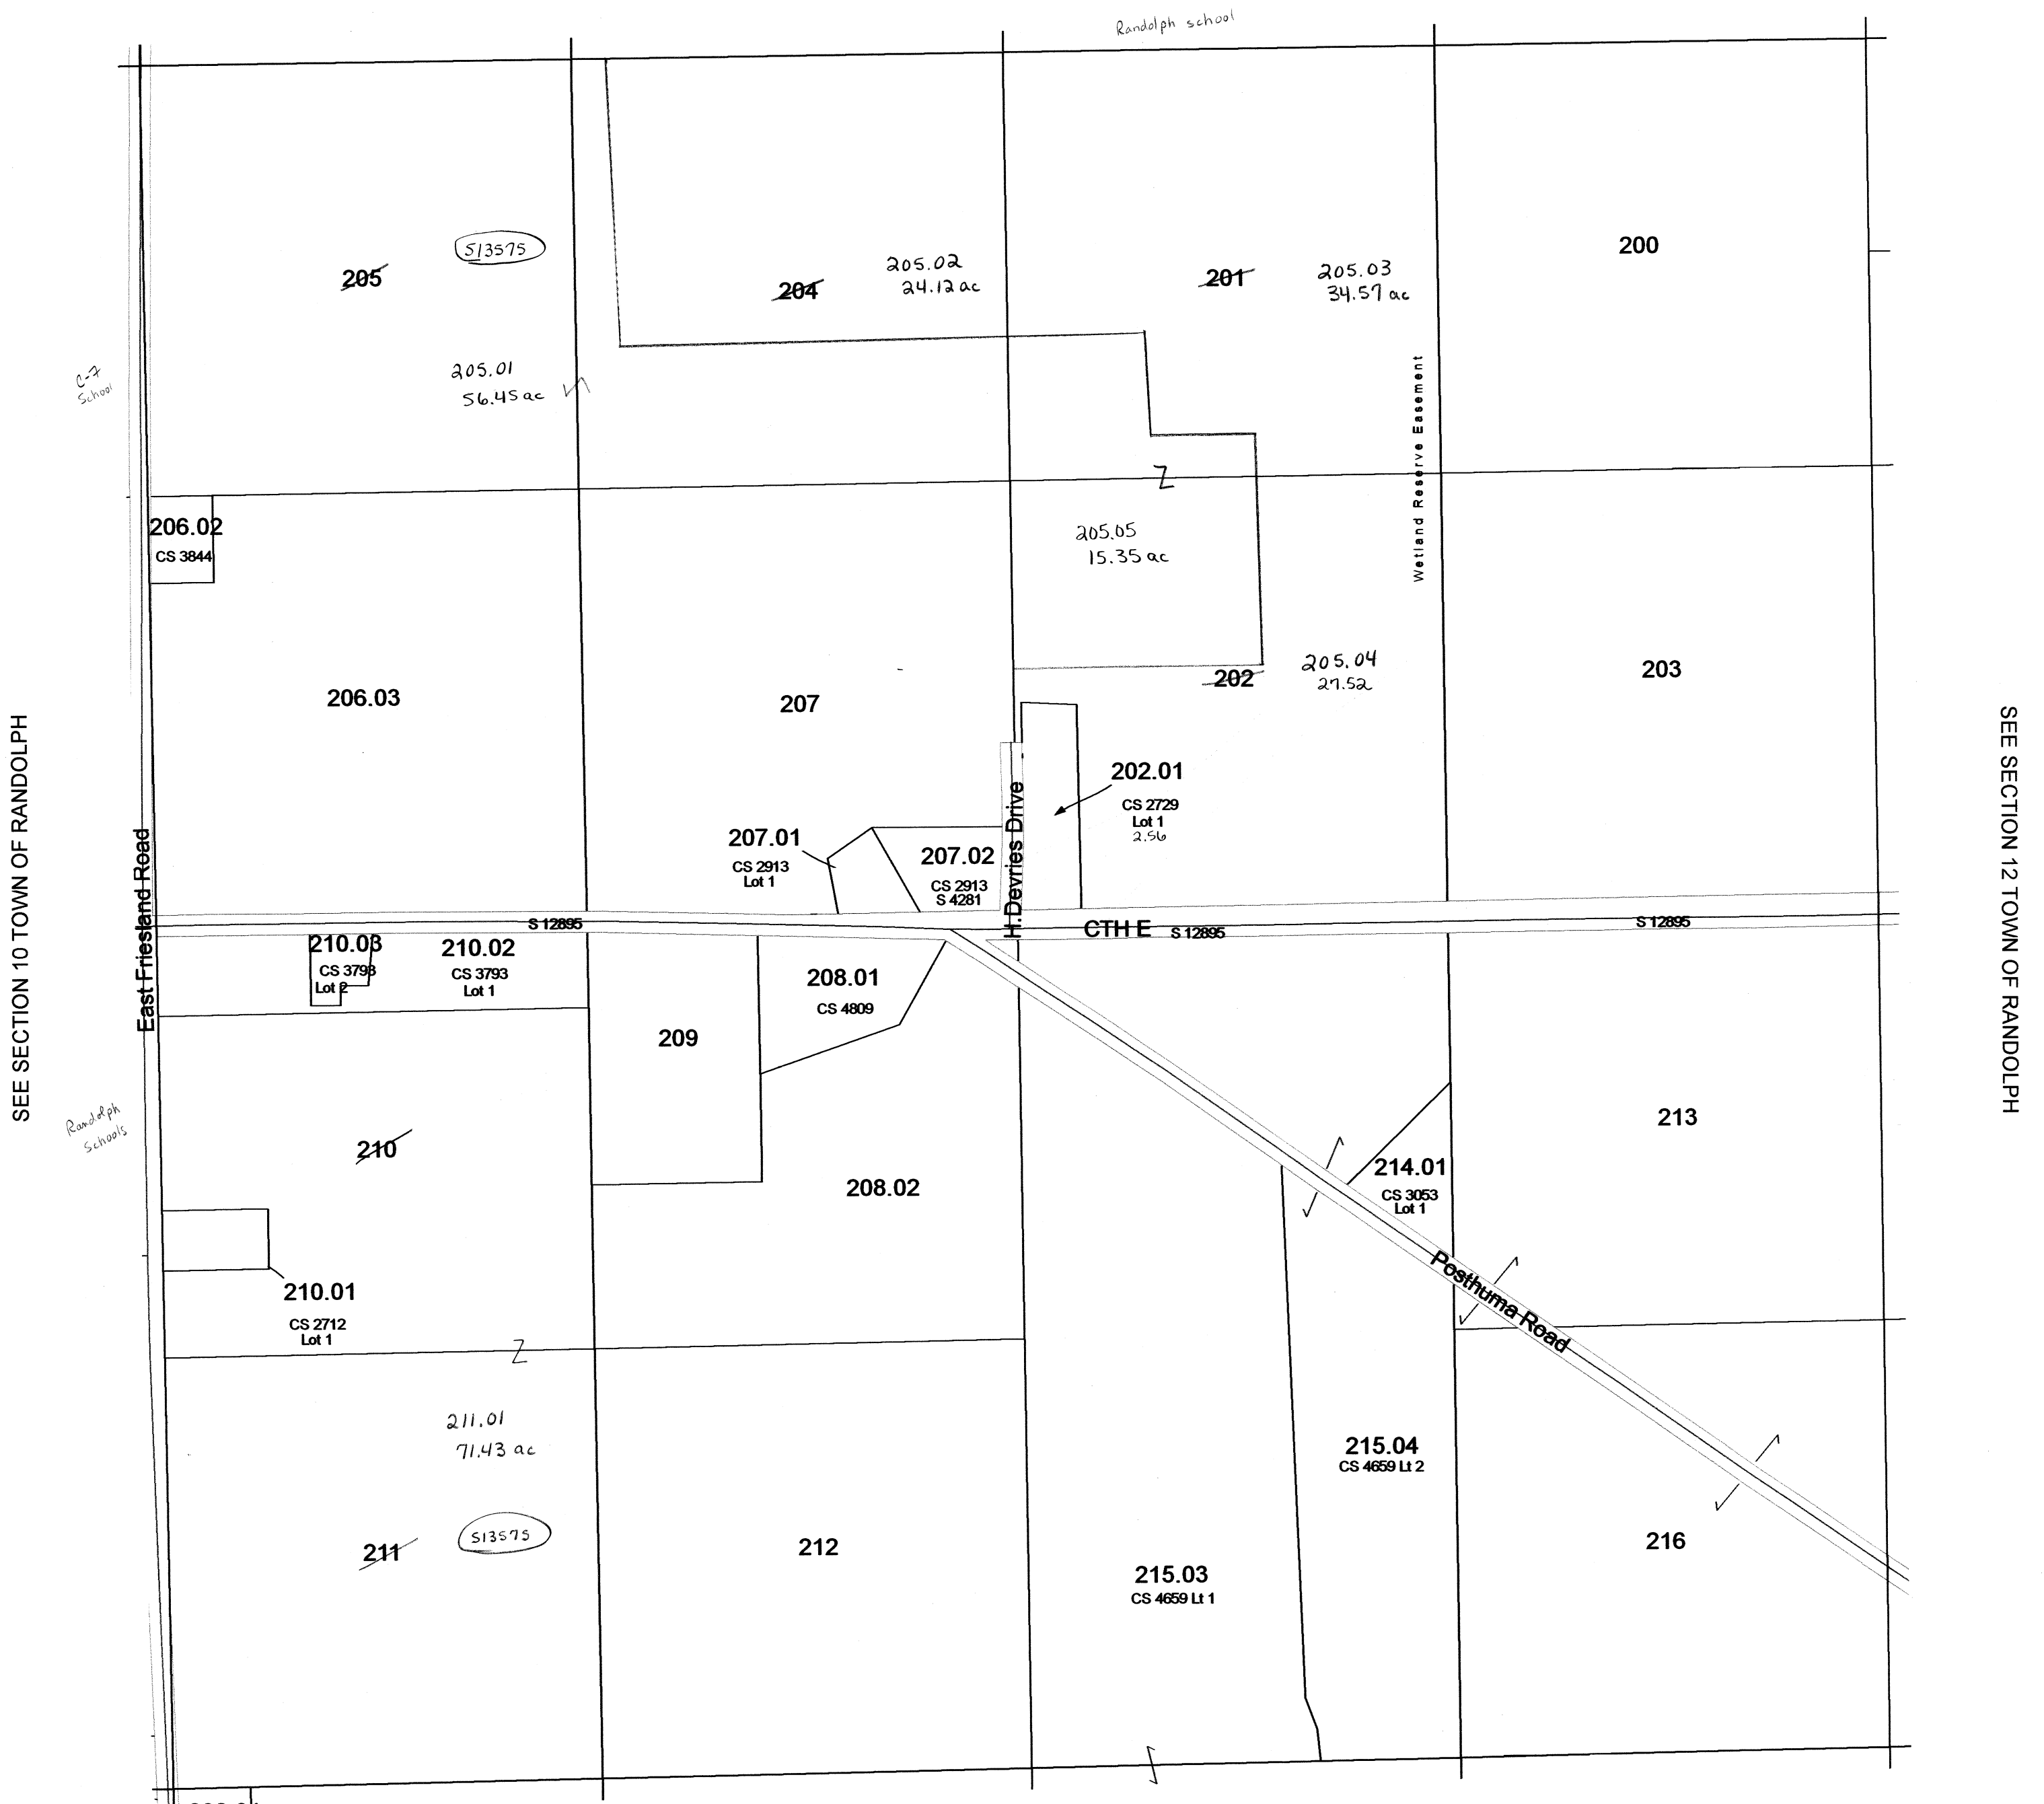 Randolph school
205
S13575
204
205.02
24.12 ac
201
205.03
34.57 ac
200
205.01
56.45 ac
C-7
School
Wetland Reserve Easement
206.02
CS 3844
205.05
15.35 ac
206.03
207
202
205.04
27.52
203
SEE SECTION 10 TOWN OF RANDOLPH
SEE SECTION 12 TOWN OF RANDOLPH
East Friesland Road
H.Devries Drive
202.01
CS 2729
Lot 1
2.56
207.01
CS 2913
Lot 1
207.02
CS 2913
S 4281
S 12895
CTH E
S 12895
S 12895
210.03
CS 3793
Lot 2
210.02
CS 3793
Lot 1
208.01
CS 4809
209
Randolph
Schools
210
208.02
213
214.01
CS 3053
Lot 1
Posthuma Road
210.01
CS 2712
Lot 1
211.01
71.43 ac
211
S13575
212
215.04
CS 4659 Lt 2
215.03
CS 4659 Lt 1
216